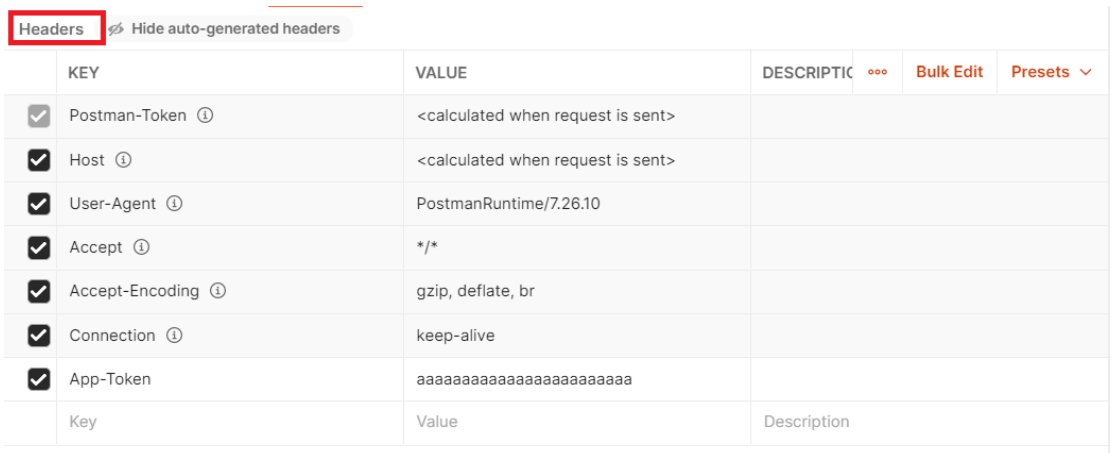 Headers Hide auto-generated headers
KEY VALUE DESCRIPTIC ooo Bulk Edit Presets
Postman-Token <calculated when request is sent>
Host <calculated when request is sent>
User-Agent PostmanRuntime/7.26.10
Accept */*
Accept-Encoding gzip, deflate, br
Connection keep-alive
App-Token aaaaaaaaaaaaaaaaaaaaaaaa
Key Value Description